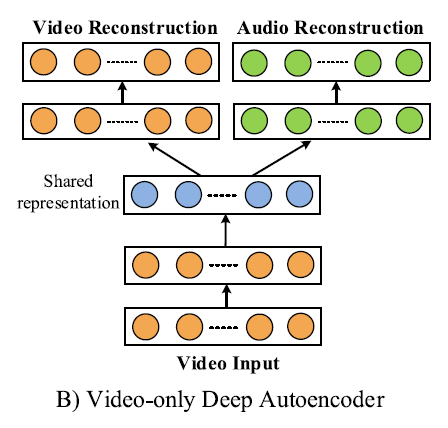 Video Reconstruction
Audio Reconstruction
Shared
representation
Video Input
B) Video-only Deep Autoencoder